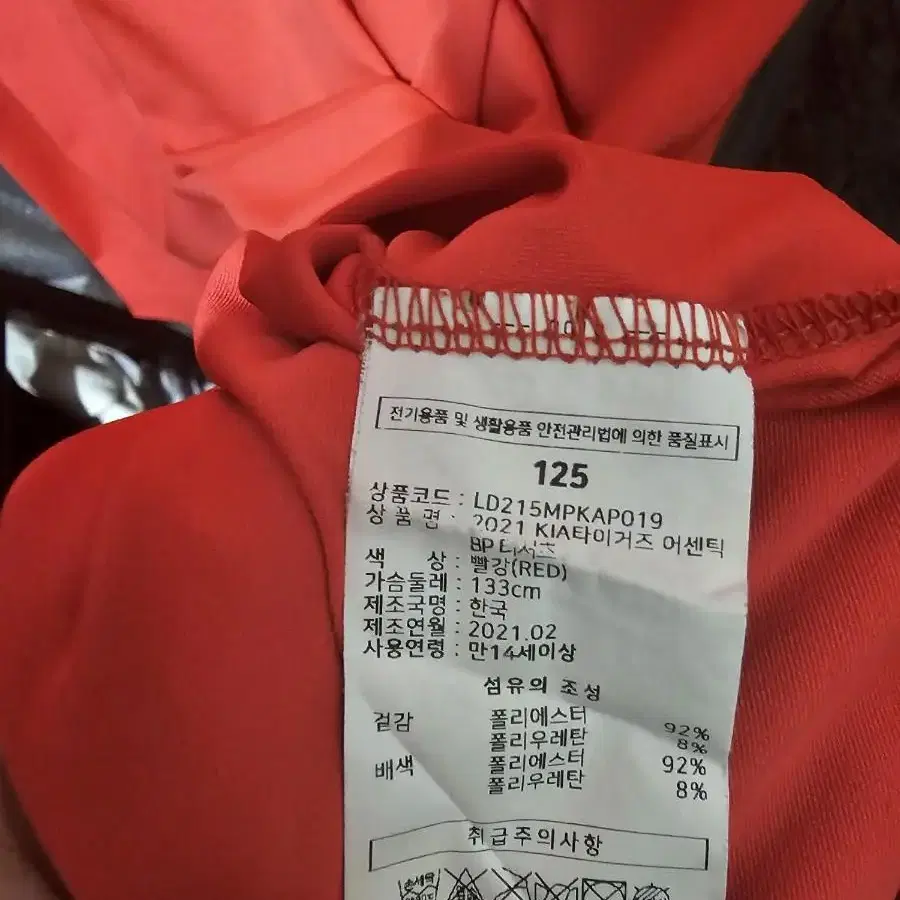 전기용품 및 생활용품 안전관리법에 의한 품질표시
125
상품코드 : LD215MPKAP019
상 품 명 : 2021 KIA타이거즈 어센틱
BP 티셔츠
색 상 : 빨강(RED)
가슴둘레 : 133cm
제조국명 : 한국
제조연월 : 2021.02
사용연령 : 만14세이상
섬유의 조성
겉감 폴리에스터 92%
폴리우레탄 8%
배색 폴리에스터 92%
폴리우레탄 8%
취급주의사항
손세탁